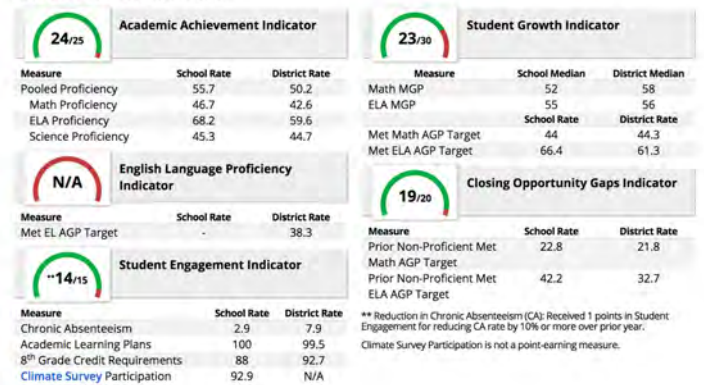 24/25
Academic Achievement Indicator
Measure School Rate District Rate
Pooled Proficiency 55.7 50.2
Math Proficiency 46.7 42.6
ELA Proficiency 68.2 59.6
Science Proficiency 45.3 44.7
N/A
English Language Proficiency
Indicator
Measure School Rate District Rate
Met EL AGP Target - 38.3
**14/15
Student Engagement Indicator
Measure School Rate District Rate
Chronic Absenteeism 2.9 7.9
Academic Learning Plans 100 99.5
8th Grade Credit Requirements 88 92.7
Climate Survey Participation 92.9 N/A
23/30
Student Growth Indicator
Measure School Median District Median
Math MGP 52 58
ELA MGP 55 56
School Rate District Rate
Met Math AGP Target 44 44.3
Met ELA AGP Target 66.4 61.3
19/20
Closing Opportunity Gaps Indicator
Measure School Rate District Rate
Prior Non-Proficient Met 22.8 21.8
Math AGP Target
Prior Non-Proficient Met 42.2 32.7
ELA AGP Target
** Reduction in Chronic Absenteeism (CA): Received 1 points in Student
Engagement for reducing CA rate by 10% or more over prior year.
Climate Survey Participation is not a point-earning measure.